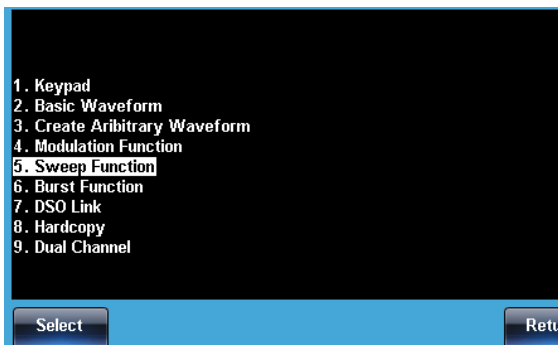 1. Keypad
2. Basic Waveform
3. Create Aribitrary Waveform
4. Modulation Function
5. Sweep Function
6. Burst Function
7. DSO Link
8. Hardcopy
9. Dual Channel
Select
Retu